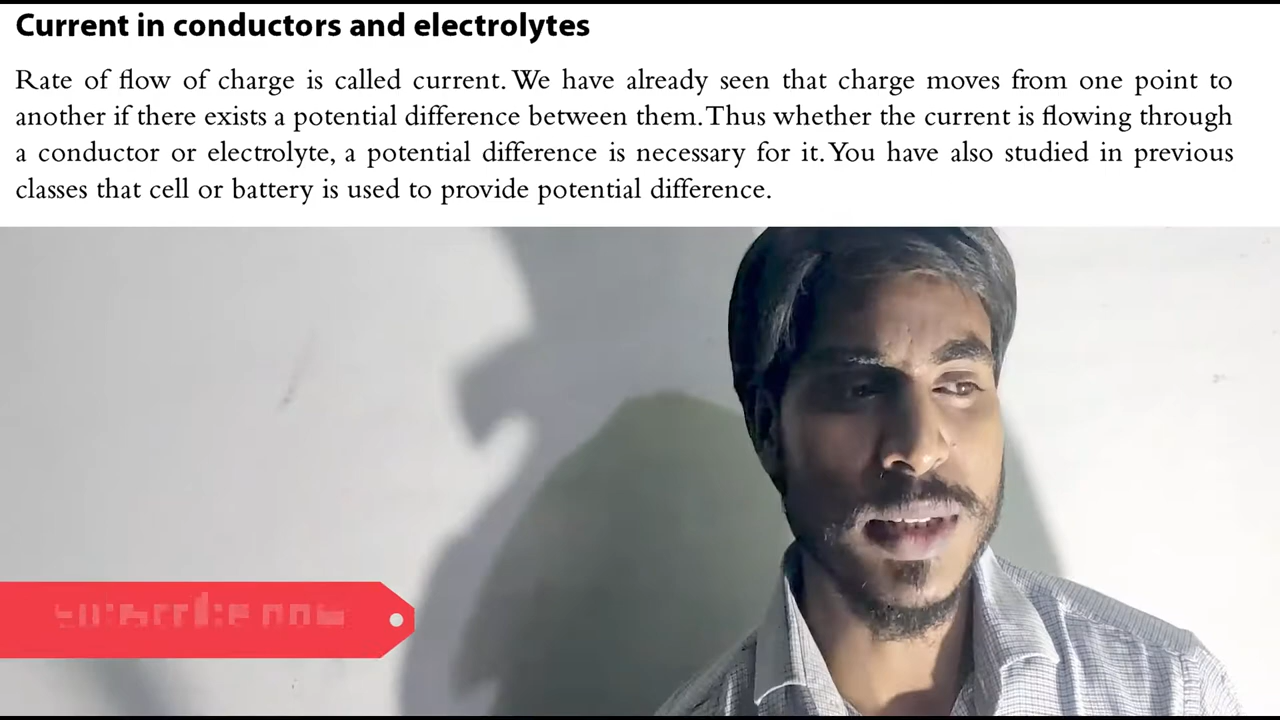 Current in conductors and electrolytes
Rate of flow of charge is called current. We have already seen that charge moves from one point to
another if there exists a potential difference between them. Thus whether the current is flowing through
a conductor or electrolyte, a potential difference is necessary for it. You have also studied in previous
classes that cell or battery is used to provide potential difference.
subscribe now